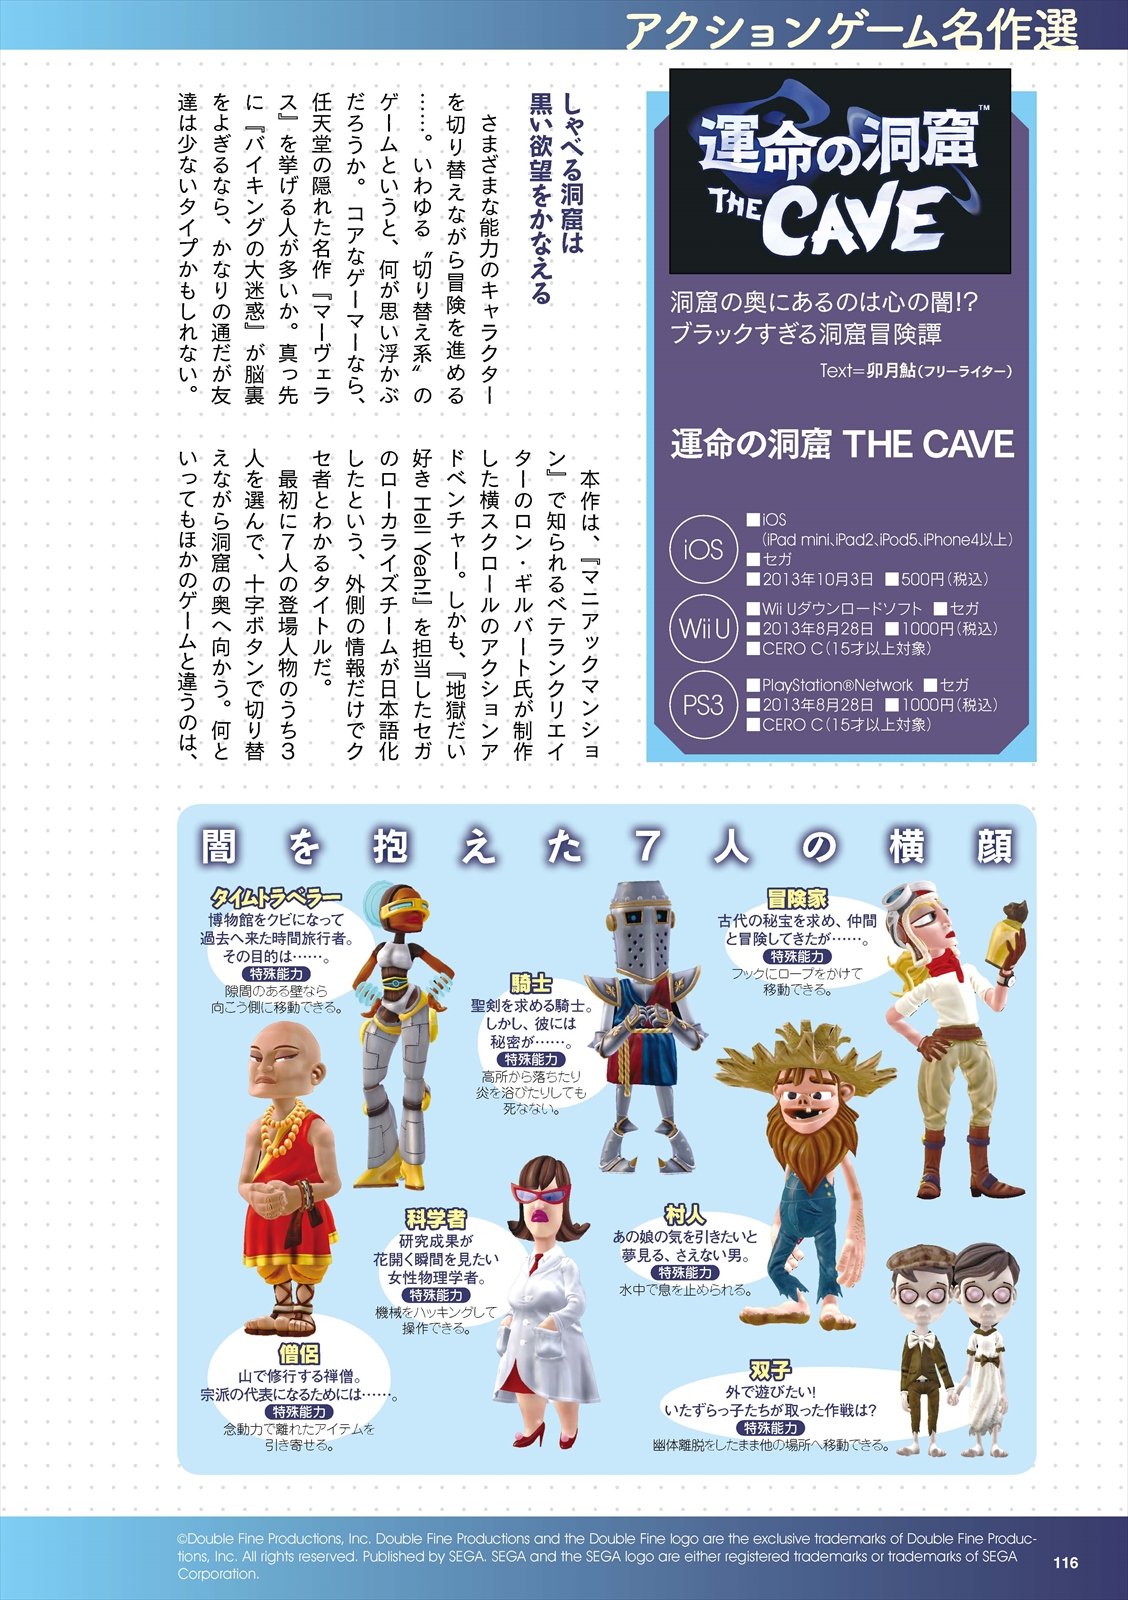 アクションゲーム名作選
運命の洞窟™
THE CAVE
洞窟の奥にあるのは心の闇!?
ブラックすぎる洞窟冒険譚
Text=卯月鮎(フリーライター)
運命の洞窟 THE CAVE
iOS
■iOS
(iPad mini、iPad2、iPod5、iPhone4以上)
■セガ
■2013年10月3日 ■500円(税込)
Wii U
■Wii Uダウンロードソフト ■セガ
■2013年8月28日 ■1000円(税込)
■CERO C(15才以上対象)
PS3
■PlayStation®Network ■セガ
■2013年8月28日 ■1000円(税込)
■CERO C(15才以上対象)
しゃべる洞窟は
黒い欲望をかなえる
さまざまな能力のキャラクター
を切り替えながら冒険を進める
……。いわゆる〝切り替え系〟の
ゲームというと、何が思い浮かぶ
だろうか。コアなゲーマーなら、
任天堂の隠れた名作『マーヴェラ
ス』を挙げる人が多いか。真っ先
に『バイキングの大迷惑』が脳裏
をよぎるなら、かなりの通だが友
達は少ないタイプかもしれない。
本作は、『マニアックマンショ
ン』で知られるベテランクリエイ
ターのロン・ギルバート氏が制作
した横スクロールのアクションア
ドベンチャー。しかも、『地獄だい
好き Hell Yeah!』を担当したセガ
のローカライズチームが日本語化
したという、外側の情報だけでク
セ者とわかるタイトルだ。
最初に7人の登場人物のうち3
人を選んで、十字ボタンで切り替
えながら洞窟の奥へ向かう。何と
いってもほかのゲームと違うのは、
闇を抱えた7人の横顔
タイムトラベラー
博物館をクビになって
過去へ来た時間旅行者。
その目的は……。
特殊能力
隙間のある壁なら
向こう側に移動できる。
騎士
聖剣を求める騎士。
しかし、彼には
秘密が……。
特殊能力
高所から落ちたり
炎を浴びたりしても
死なない。
冒険家
古代の秘宝を求め、仲間
と冒険してきたが……。
特殊能力
フックにロープをかけて
移動できる。
科学者
研究成果が
花開く瞬間を見たい
女性物理学者。
特殊能力
機械をハッキングして
操作できる。
村人
あの娘の気を引きたいと
夢見る、さえない男。
特殊能力
水中で息を止められる。
僧侶
山で修行する禅僧。
宗派の代表になるためには……。
特殊能力
念動力で離れたアイテムを
引き寄せる。
双子
外で遊びたい!
いたずらっ子たちが取った作戦は?
特殊能力
幽体離脱をしたまま他の場所へ移動できる。
©Double Fine Productions, Inc. Double Fine Productions and the Double Fine logo are the exclusive trademarks of Double Fine Produc-
tions, Inc. All rights reserved. Published by SEGA. SEGA and the SEGA logo are either registered trademarks or trademarks of SEGA
Corporation.
116